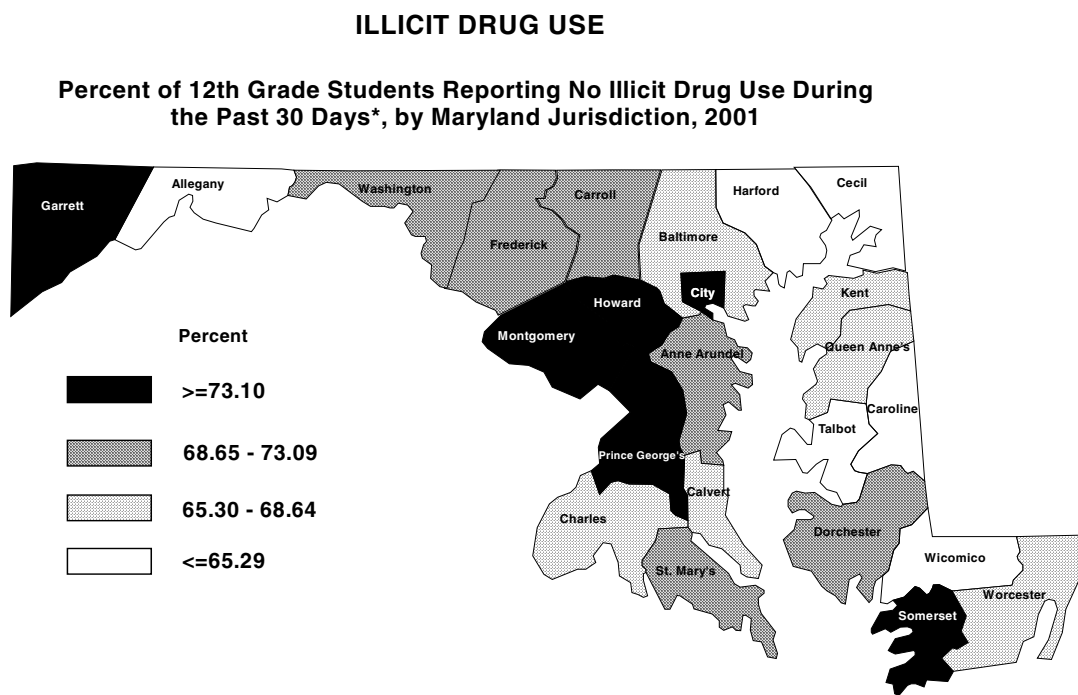 ILLICIT DRUG USE
Percent of 12th Grade Students Reporting No Illicit Drug Use During
the Past 30 Days*, by Maryland Jurisdiction, 2001
Garrett
Allegany
Washington
Frederick
Carroll
Baltimore
Harford
Cecil
City
Howard
Montgomery
Anne Arundel
Kent
Queen Anne's
Caroline
Talbot
Prince George's
Calvert
Charles
St. Mary's
Dorchester
Wicomico
Worcester
Somerset
Percent
>=73.10
68.65 - 73.09
65.30 - 68.64
<=65.29